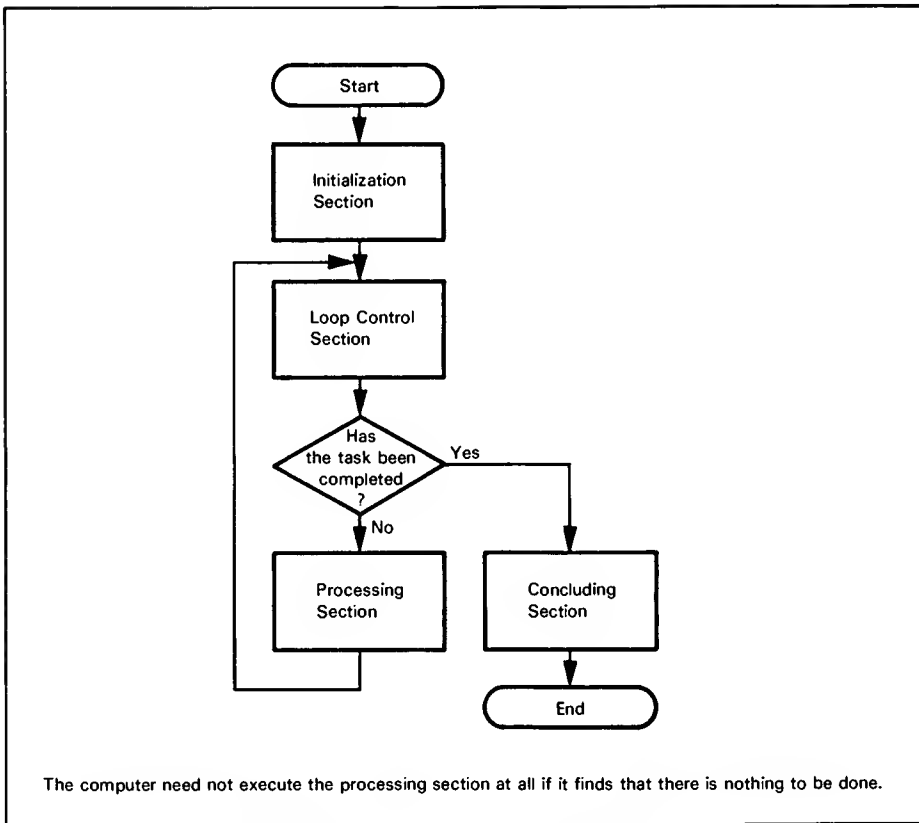 Start
Initialization
Section
Loop Control
Section
Has
the task been
completed
?
Yes
No
Processing
Section
Concluding
Section
End
The computer need not execute the processing section at all if it finds that there is nothing to be done.